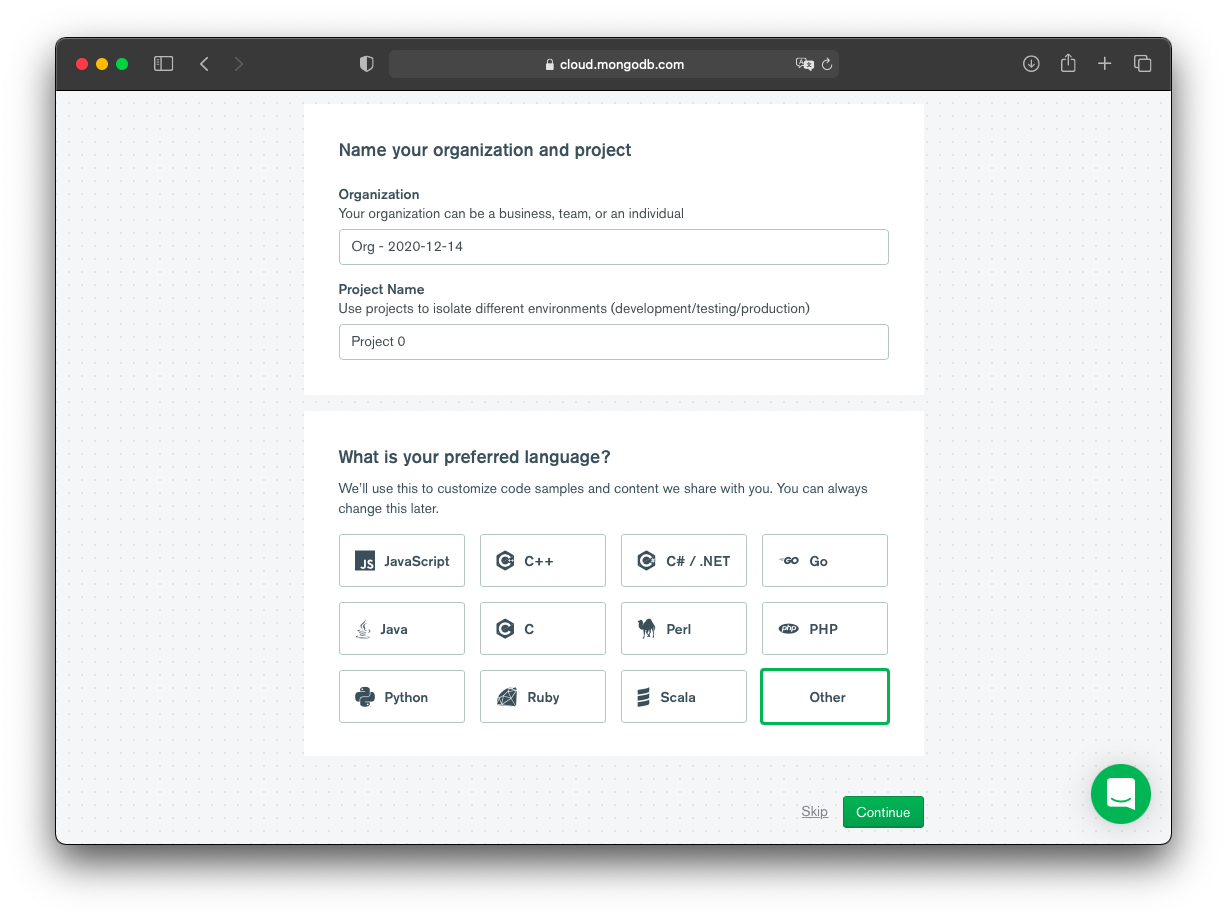 cloud.mongodb.com
Name your organization and project
Organization
Your organization can be a business, team, or an individual
Org - 2020-12-14
Project Name
Use projects to isolate different environments (development/testing/production)
Project 0
What is your preferred language?
We'll use this to customize code samples and content we share with you. You can always
change this later.
JS JavaScript C++ C# / .NET GO Go
Java C Perl php PHP
Python Ruby Scala Other
Skip Continue